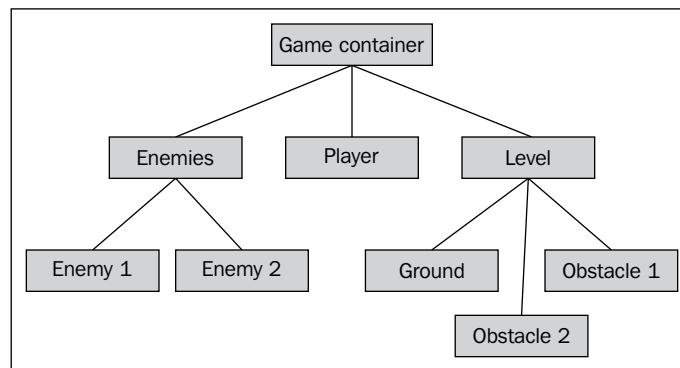 Game container
Enemies
Player
Level
Enemy 1
Enemy 2
Ground
Obstacle 1
Obstacle 2